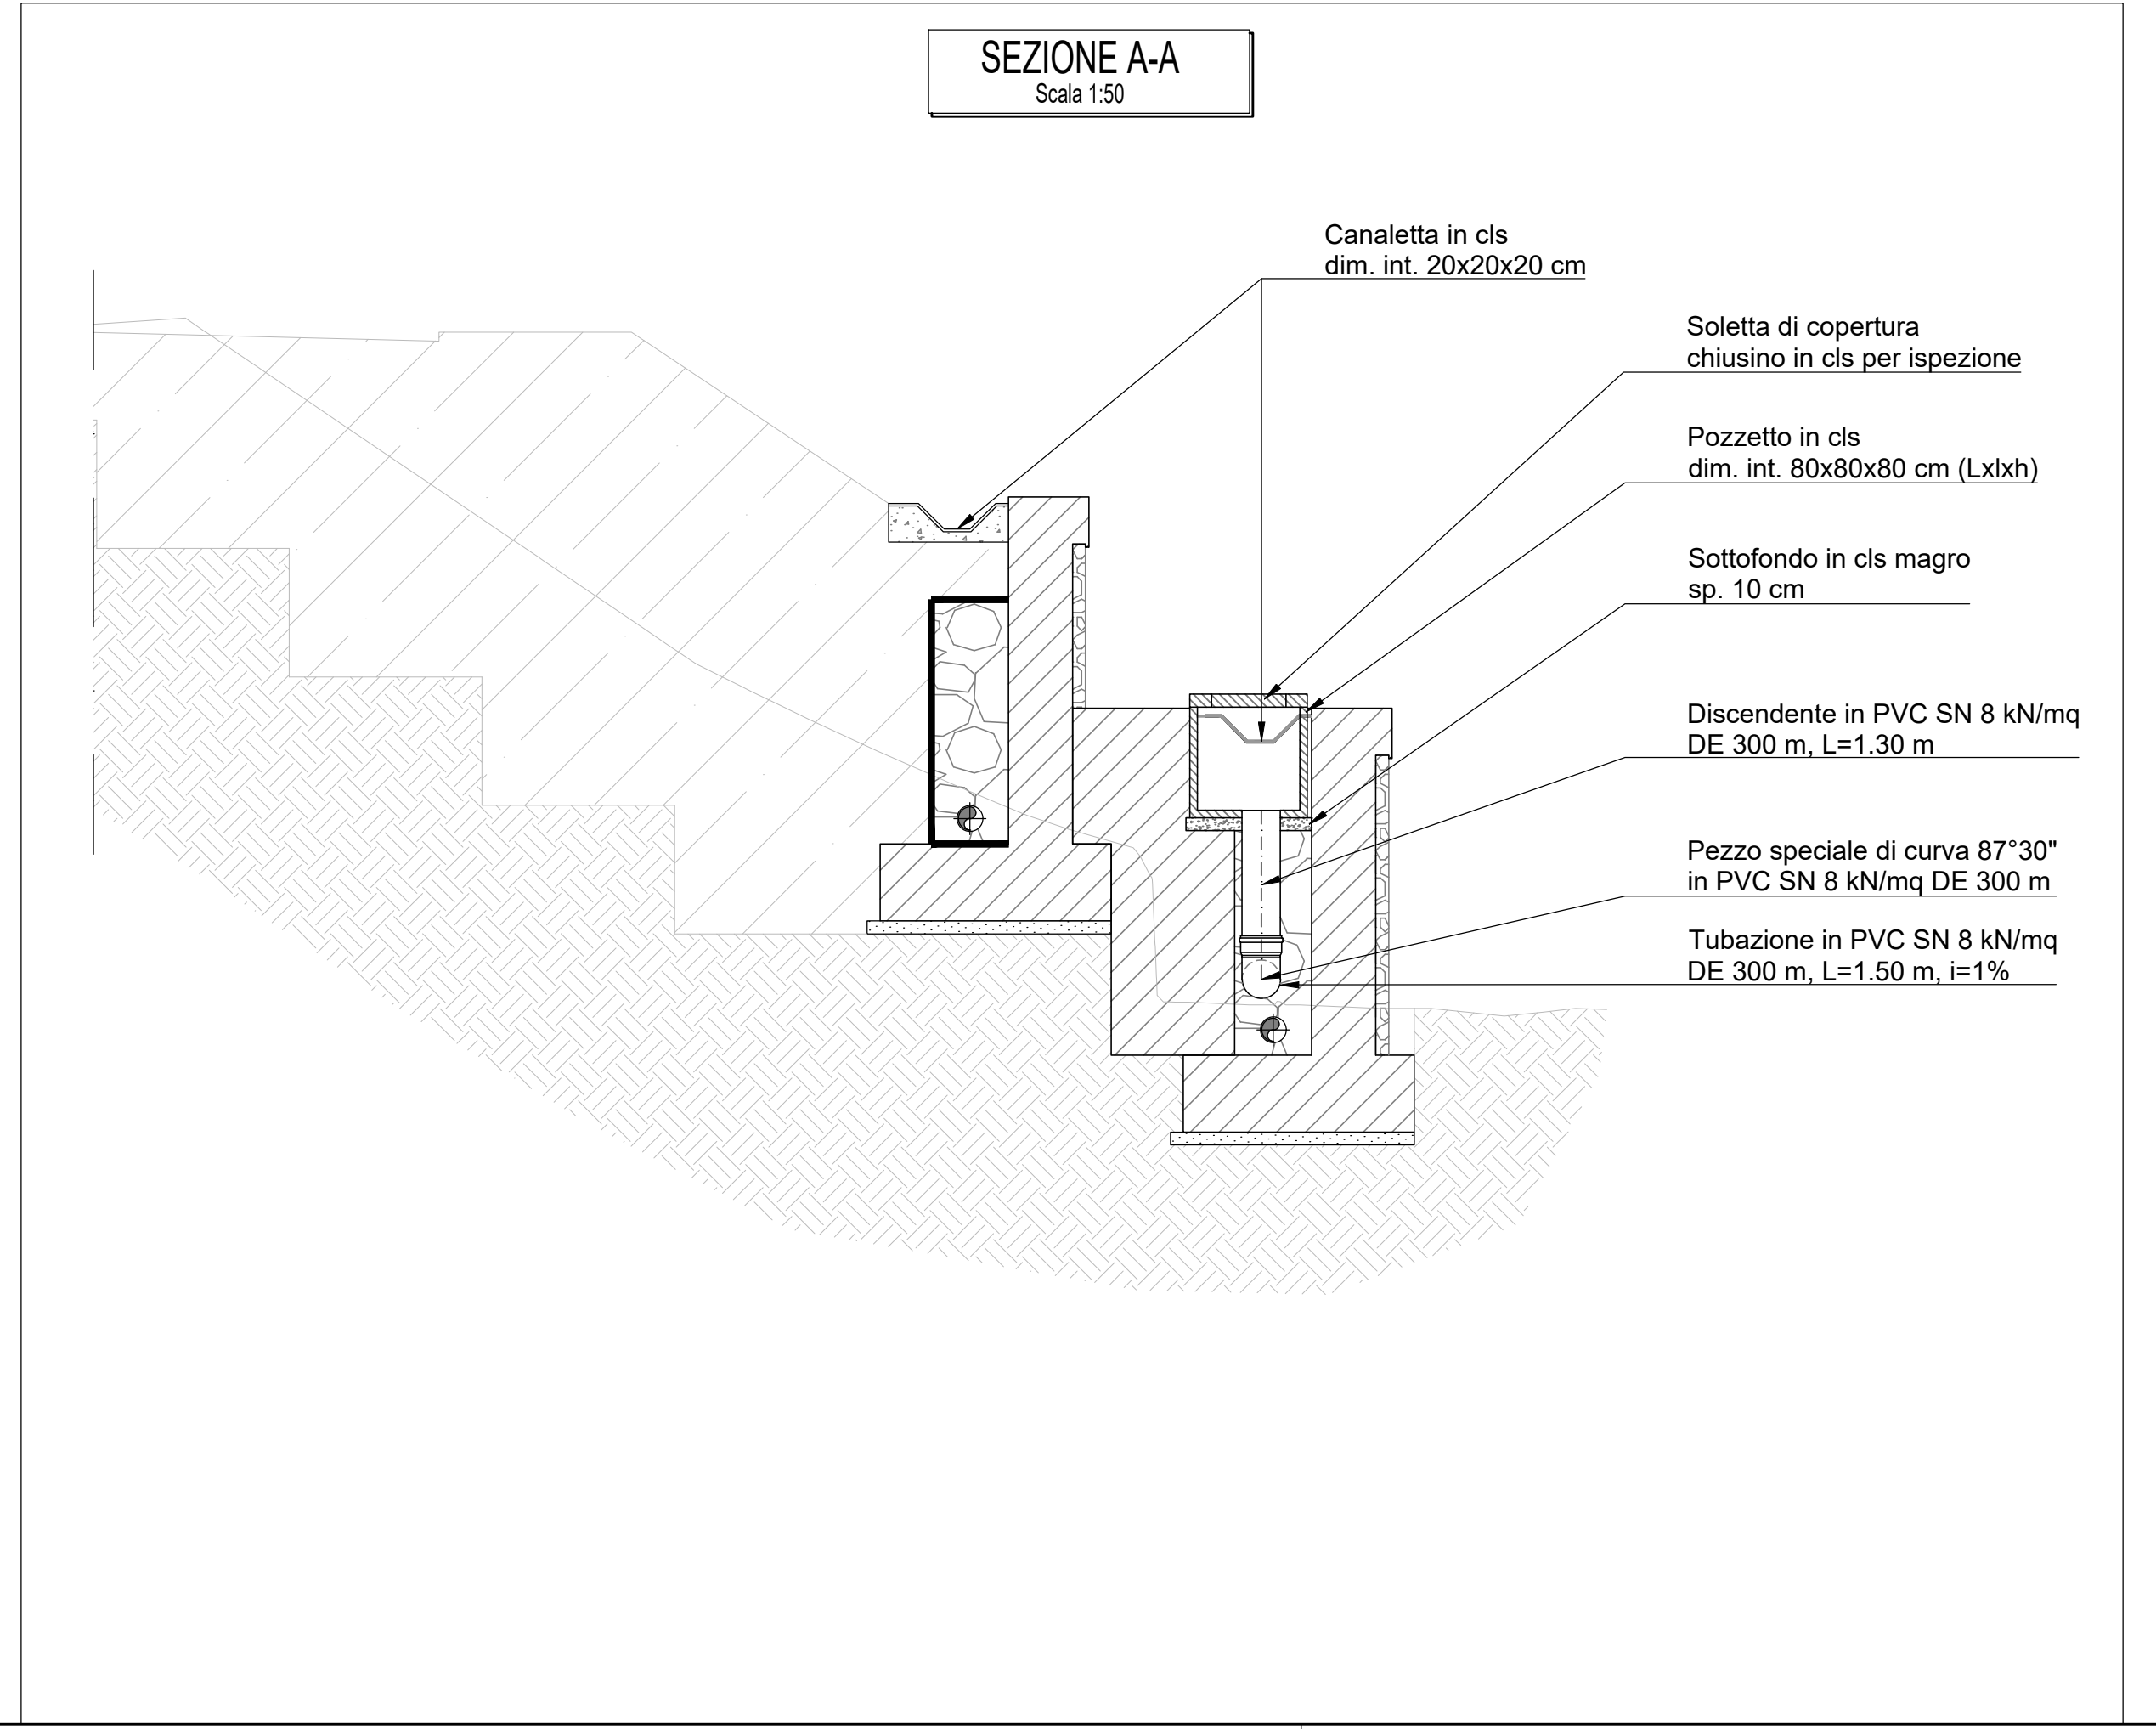 SEZIONE A-A
Scala 1:50
Canaletta in cls
dim. int. 20x20x20 cm
Soletta di copertura
chiusino in cls per ispezione
Pozzetto in cls
dim. int. 80x80x80 cm (Lxlxh)
Sottofondo in cls magro
sp. 10 cm
Discendente in PVC SN 8 kN/mq
DE 300 m, L=1.30 m
Pezzo speciale di curva 87°30"
in PVC SN 8 kN/mq DE 300 m
Tubazione in PVC SN 8 kN/mq
DE 300 m, L=1.50 m, i=1%